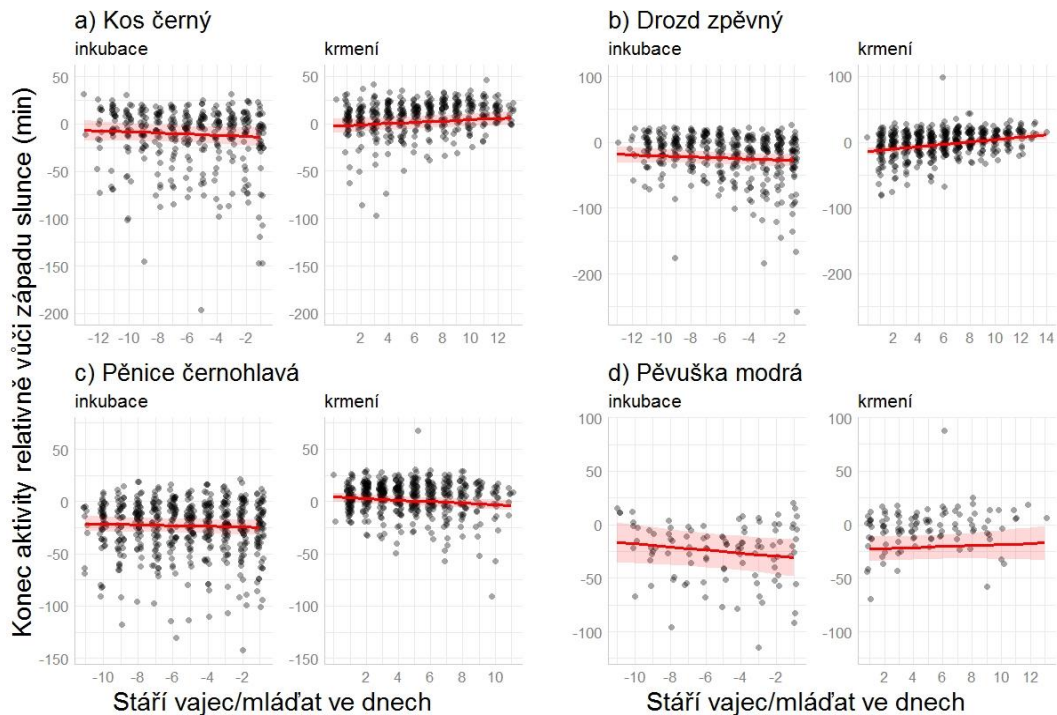 a) Kos černý
b) Drozd zpěvný
inkubace
krmení
inkubace
krmení
50
0
-50
-100
-150
-200
50
0
-50
-100
-150
-200
100
0
-100
-200
100
0
-100
-200
-12 -10 -8 -6 -4 -2
2 4 6 8 10 12
-12 -10 -8 -6 -4 -2
2 4 6 8 10 12 14
Konec aktivity relativně vůči západu slunce (min)
c) Pěnice černohlavá
d) Pěvuška modrá
inkubace
krmení
inkubace
krmení
50
0
-50
-100
-150
50
0
-50
-100
-150
100
50
0
-50
-100
100
50
0
-50
-100
-10 -8 -6 -4 -2
2 4 6 8 10
-10 -8 -6 -4 -2
2 4 6 8 10 12
Stáří vajec/mláďat ve dnech
Stáří vajec/mláďat ve dnech